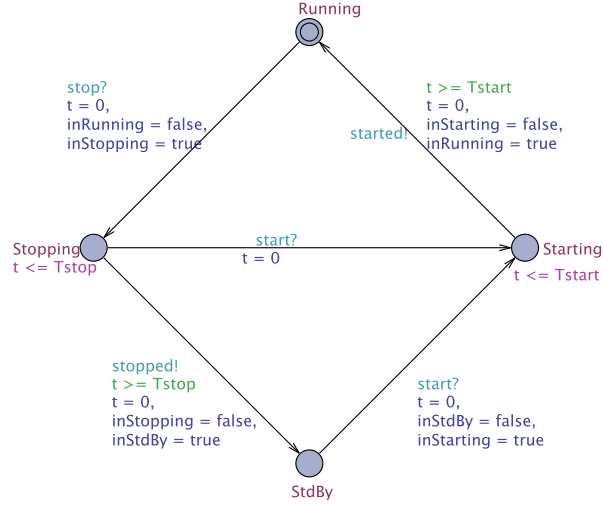 Running
stop?
t = 0,
inRunning = false,
inStopping = true
t >= Tstart
t = 0,
inStarting = false,
inRunning = true
started!
Stopping
t <= Tstop
start?
t = 0
Starting
t <= Tstart
stopped!
t >= Tstop
t = 0,
inStopping = false,
inStdBy = true
start?
t = 0,
inStdBy = false,
inStarting = true
StdBy